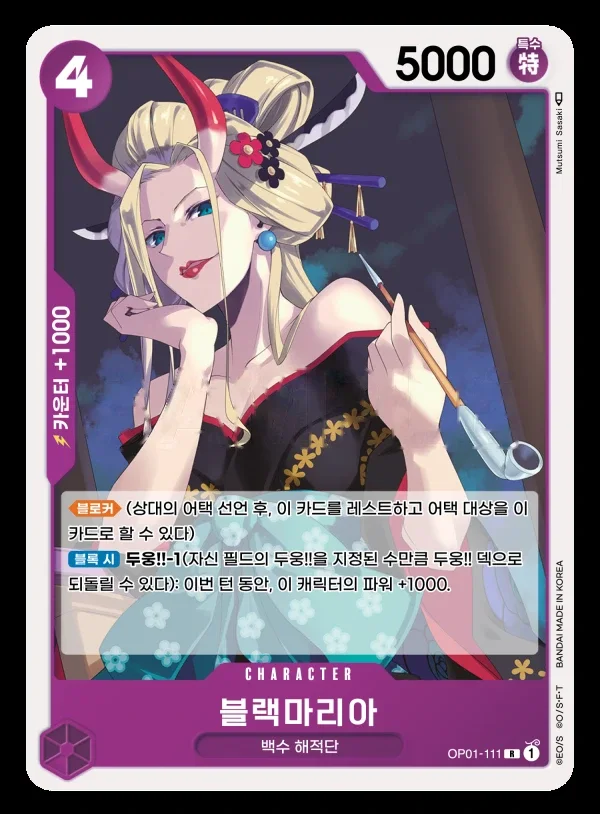 4
5000
특수
特
Mutsumi Sasaki
카운터 +1000
블로커 (상대의 어택 선언 후, 이 카드를 레스트하고 어택 대상을 이
카드로 할 수 있다)
블록 시 두웅!!-1(자신 필드의 두웅!!을 지정된 수만큼 두웅!! 덱으로
되돌릴 수 있다): 이번 턴 동안, 이 캐릭터의 파워 +1000.
CHARACTER
블랙마리아
백수 해적단
OP01-111 R 1
©EO/S ©O/S·F·T BANDAI MADE IN KOREA